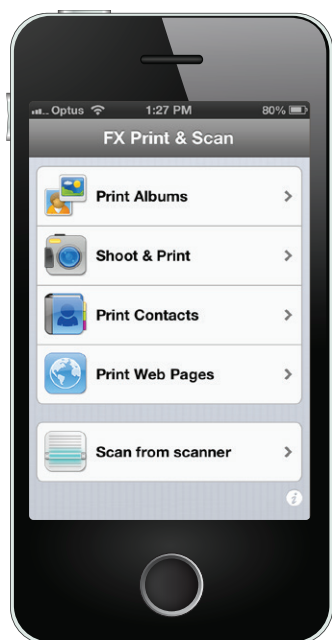 Optus 1:27 PM 80%
FX Print & Scan
Print Albums
Shoot & Print
Print Contacts
Print Web Pages
Scan from scanner
i